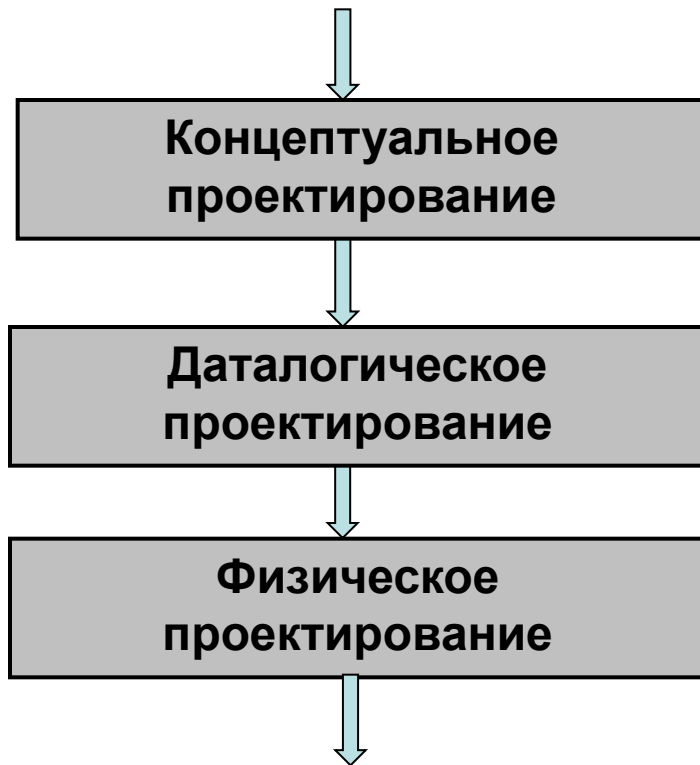 Концептуальное
проектирование
Даталогическое
проектирование
Физическое
проектирование